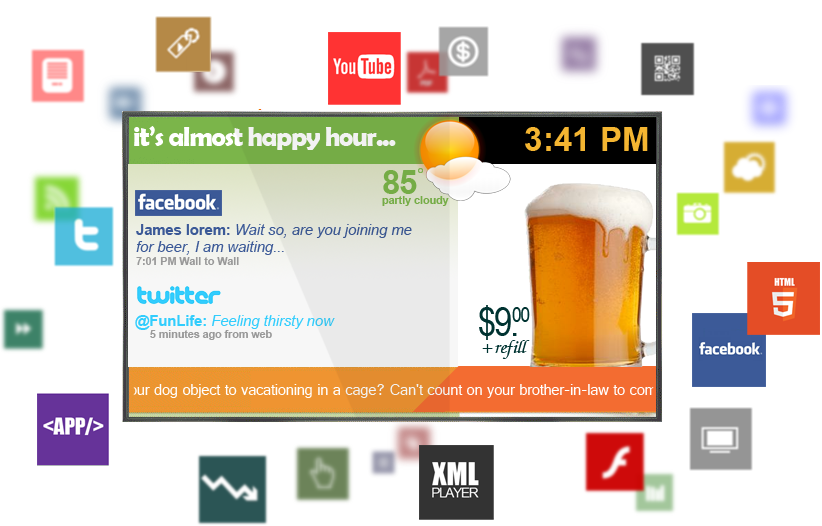 YouTube
it's almost happy hour...
3:41 PM
85°
partly cloudy
facebook
James lorem: Wait so, are you joining me
for beer, I am waiting...
7:01 PM Wall to Wall
twitter
@FunLife: Feeling thirsty now
5 minutes ago from web
$9.00
+ refill
our dog object to vacationing in a cage? Can't count on your brother-in-law to com
HTML
5
facebook
<APP/>
XML
PLAYER